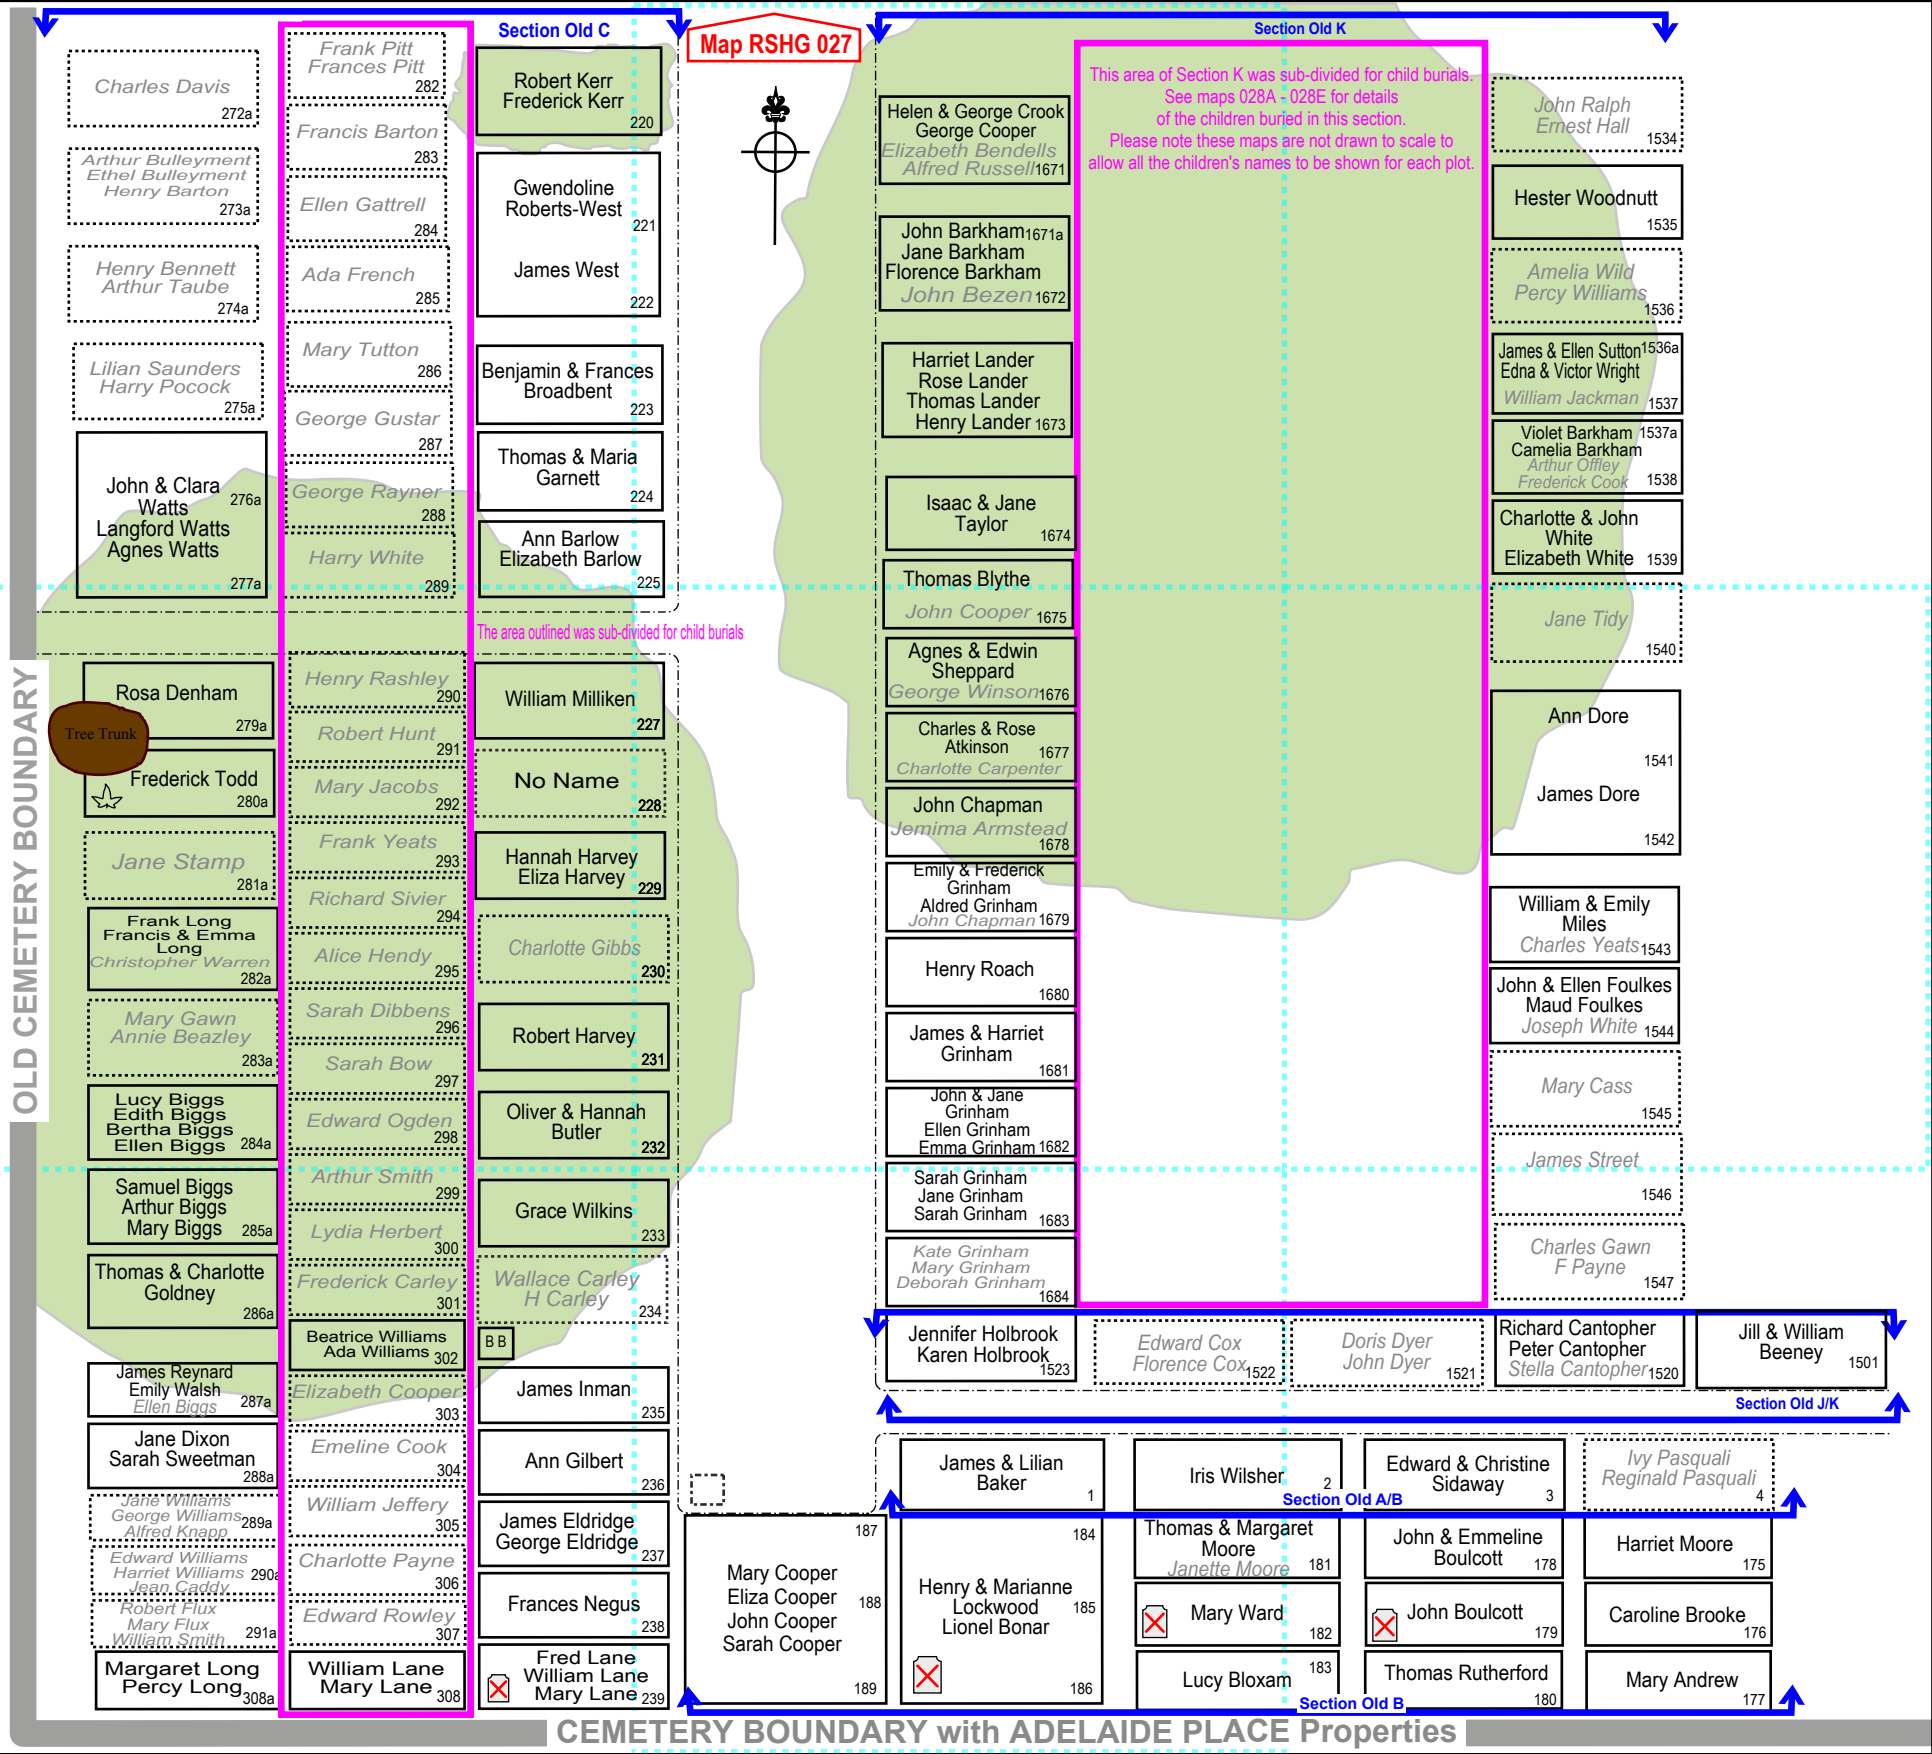 Section Old C
Map RSHG 027
Section Old K
Charles Davis
272a
Arthur Bulleyment
Ethel Bulleyment
Henry Barton
273a
Henry Bennett
Arthur Taube
274a
Lilian Saunders
Harry Pocock
275a
John & Clara
Watts
276a
Langford Watts
Agnes Watts
277a
Rosa Denham
279a
Tree Trunk
Frederick Todd
280a
Jane Stamp
281a
Frank Long
Francis & Emma
Long
Christopher Warren
282a
Mary Gawn
Annie Beazley
283a
Lucy Biggs
Edith Biggs
Bertha Biggs
Ellen Biggs 284a
Samuel Biggs
Arthur Biggs
Mary Biggs 285a
Thomas & Charlotte
Goldney
286a
James Reynard
Emily Walsh
Ellen Biggs 287a
Jane Dixon
Sarah Sweetman
288a
Jane Williams
George Williams
Alfred Knapp 289a
Edward Williams
Harriet Williams
Jean Caddy 290a
Robert Flux
Mary Flux
William Smith 291a
Margaret Long
Percy Long
308a
Frank Pitt
Frances Pitt
282
Francis Barton
283
Ellen Gattrell
284
Ada French
285
Mary Tutton
286
George Gustar
287
George Rayner
288
Harry White
289
Henry Rashley
290
Robert Hunt
291
Mary Jacobs
292
Frank Yeats
293
Richard Sivier
294
Alice Hendy
295
Sarah Dibbens
296
Sarah Bow
297
Edward Ogden
298
Arthur Smith
299
Lydia Herbert
300
Frederick Carley
301
Beatrice Williams
Ada Williams 302
Elizabeth Cooper
303
Emeline Cook
304
William Jeffery
305
Charlotte Payne
306
Edward Rowley
307
William Lane
Mary Lane 308
Robert Kerr
Frederick Kerr
220
Gwendoline
Roberts-West
221
James West
222
Benjamin & Frances
Broadbent
223
Thomas & Maria
Garnett
224
Ann Barlow
Elizabeth Barlow
225
The area outlined was sub-divided for child burials
William Milliken
227
No Name
228
Hannah Harvey
Eliza Harvey
229
Charlotte Gibbs
230
Robert Harvey
231
Oliver & Hannah
Butler
232
Grace Wilkins
233
Wallace Carley
H Carley
234
B B
James Inman
235
Ann Gilbert
236
James Eldridge
George Eldridge
237
Frances Negus
238
Fred Lane
William Lane
Mary Lane 239
Helen & George Crook
George Cooper
Elizabeth Bendells
Alfred Russell 1671
John Barkham 1671a
Jane Barkham
Florence Barkham
John Bezen 1672
Harriet Lander
Rose Lander
Thomas Lander
Henry Lander 1673
Isaac & Jane
Taylor
1674
Thomas Blythe
John Cooper 1675
Agnes & Edwin
Sheppard
George Winson 1676
Charles & Rose
Atkinson 1677
Charlotte Carpenter
John Chapman
Jemima Armstead
1678
Emily & Frederick
Grinham
Aldred Grinham
John Chapman 1679
Henry Roach
1680
James & Harriet
Grinham
1681
John & Jane
Grinham
Ellen Grinham
Emma Grinham 1682
Sarah Grinham
Jane Grinham
Sarah Grinham 1683
Kate Grinham
Mary Grinham
Deborah Grinham
1684
This area of Section K was sub-divided for child burials.
See maps 028A - 028E for details
of the children buried in this section.
Please note these maps are not drawn to scale to
allow all the children's names to be shown for each plot.
John Ralph
Ernest Hall
1534
Hester Woodnutt
1535
Amelia Wild
Percy Williams
1536
James & Ellen Sutton 1536a
Edna & Victor Wright
William Jackman 1537
Violet Barkham 1537a
Camelia Barkham
Arthur Offley
Frederick Cook 1538
Charlotte & John
White
Elizabeth White 1539
Jane Tidy
1540
Ann Dore
1541
James Dore
1542
William & Emily
Miles
Charles Yeats 1543
John & Ellen Foulkes
Maud Foulkes
Joseph White 1544
Mary Cass
1545
James Street
1546
Charles Gawn
F Payne
1547
Jennifer Holbrook
Karen Holbrook
1523
Edward Cox
Florence Cox 1522
Doris Dyer
John Dyer
1521
Richard Cantopher
Peter Cantopher
Stella Cantopher 1520
Jill & William
Beeney 1501
Section Old J/K
James & Lilian
Baker
1
Iris Wilsher
2
Edward & Christine
Sidaway
3
Ivy Pasquali
Reginald Pasquali
4
Section Old A/B
187
Mary Cooper
Eliza Cooper 188
John Cooper
Sarah Cooper
189
184
Henry & Marianne
Lockwood 185
Lionel Bonar
186
Thomas & Margaret
Moore
Janette Moore 181
Mary Ward
182
Lucy Bloxam 183
John & Emmeline
Boulcott 178
John Boulcott
179
Thomas Rutherford
180
Harriet Moore
175
Caroline Brooke
176
Mary Andrew
177
Section Old B
OLD CEMETERY BOUNDARY
CEMETERY BOUNDARY with ADELAIDE PLACE Properties